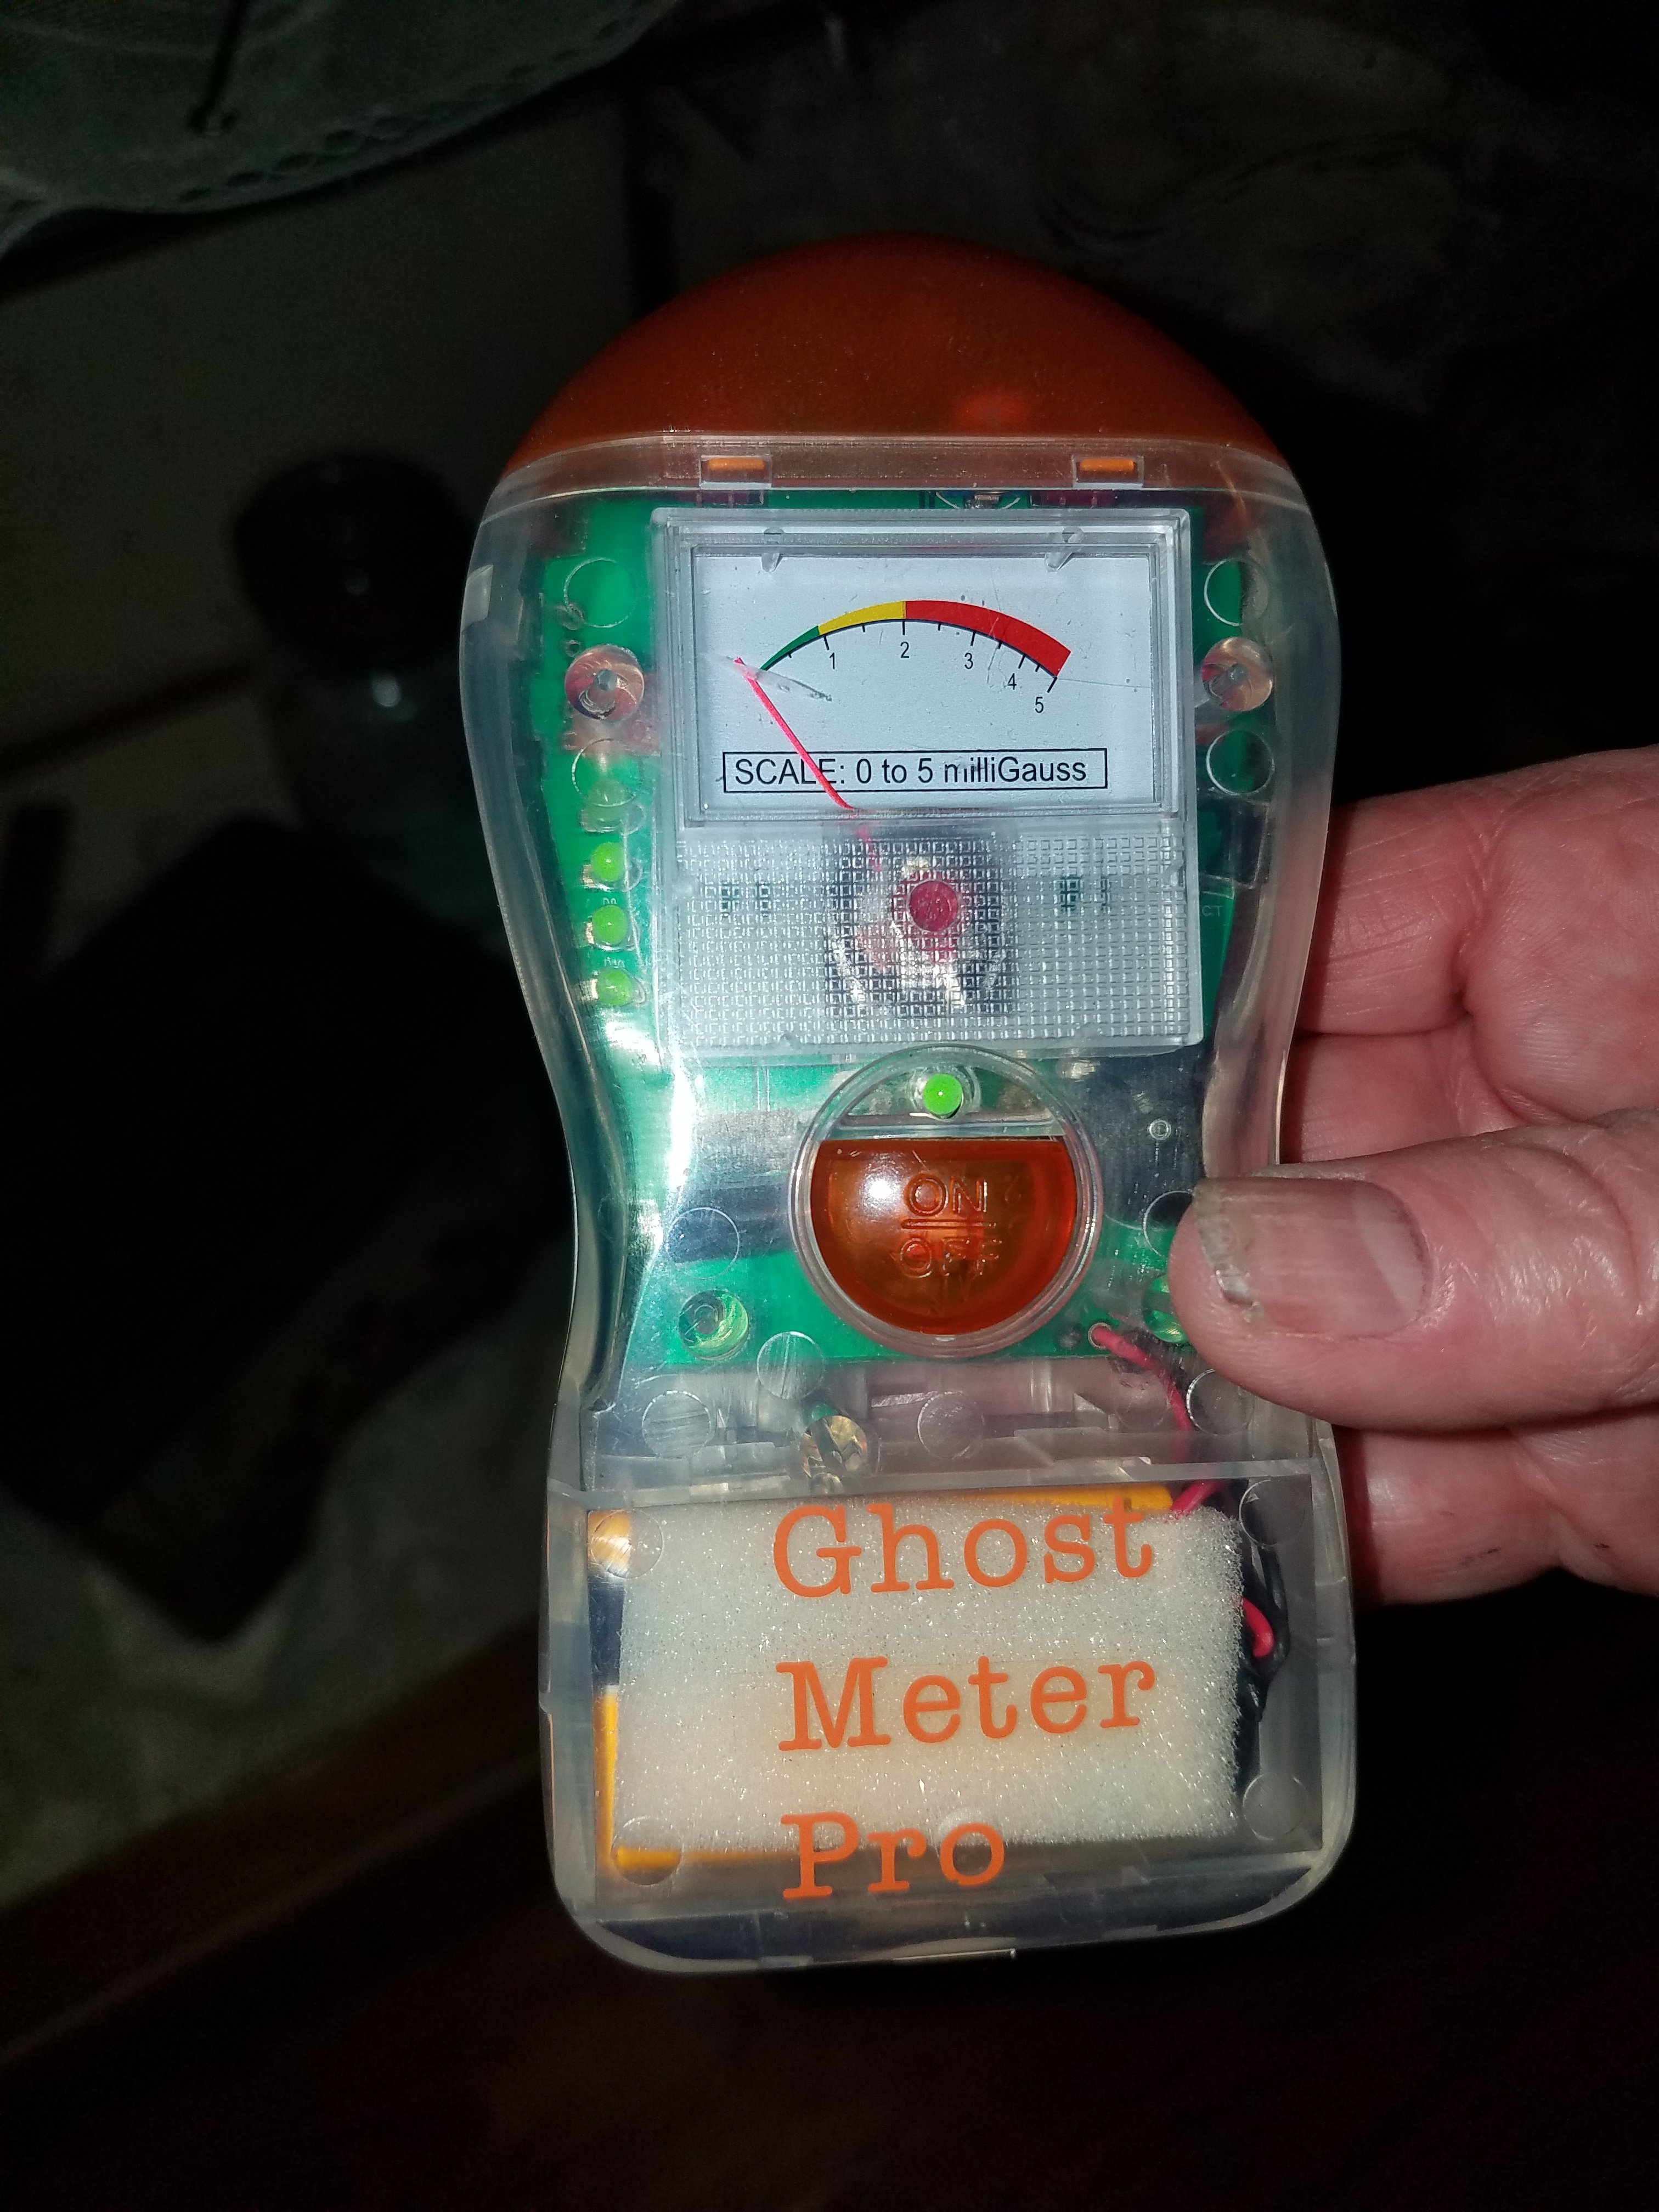 1
2
3
4
5
SCALE: 0 to 5 milliGauss
ON
OFF
Ghost
Meter
Pro